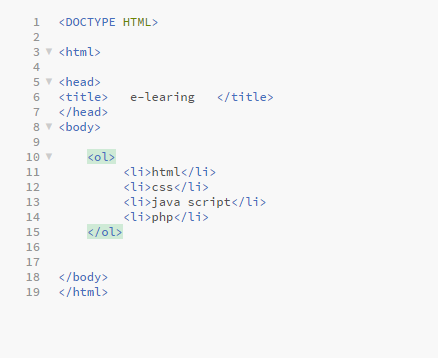 1 <DOCTYPE HTML>
2
3 <html>
4
5 <head>
6 <title>   e-learing   </title>
7 </head>
8 <body>
9
10     <ol>
11          <li>html</li>
12          <li>css</li>
13          <li>java script</li>
14          <li>php</li>
15     </ol>
16
17
18 </body>
19 </html>